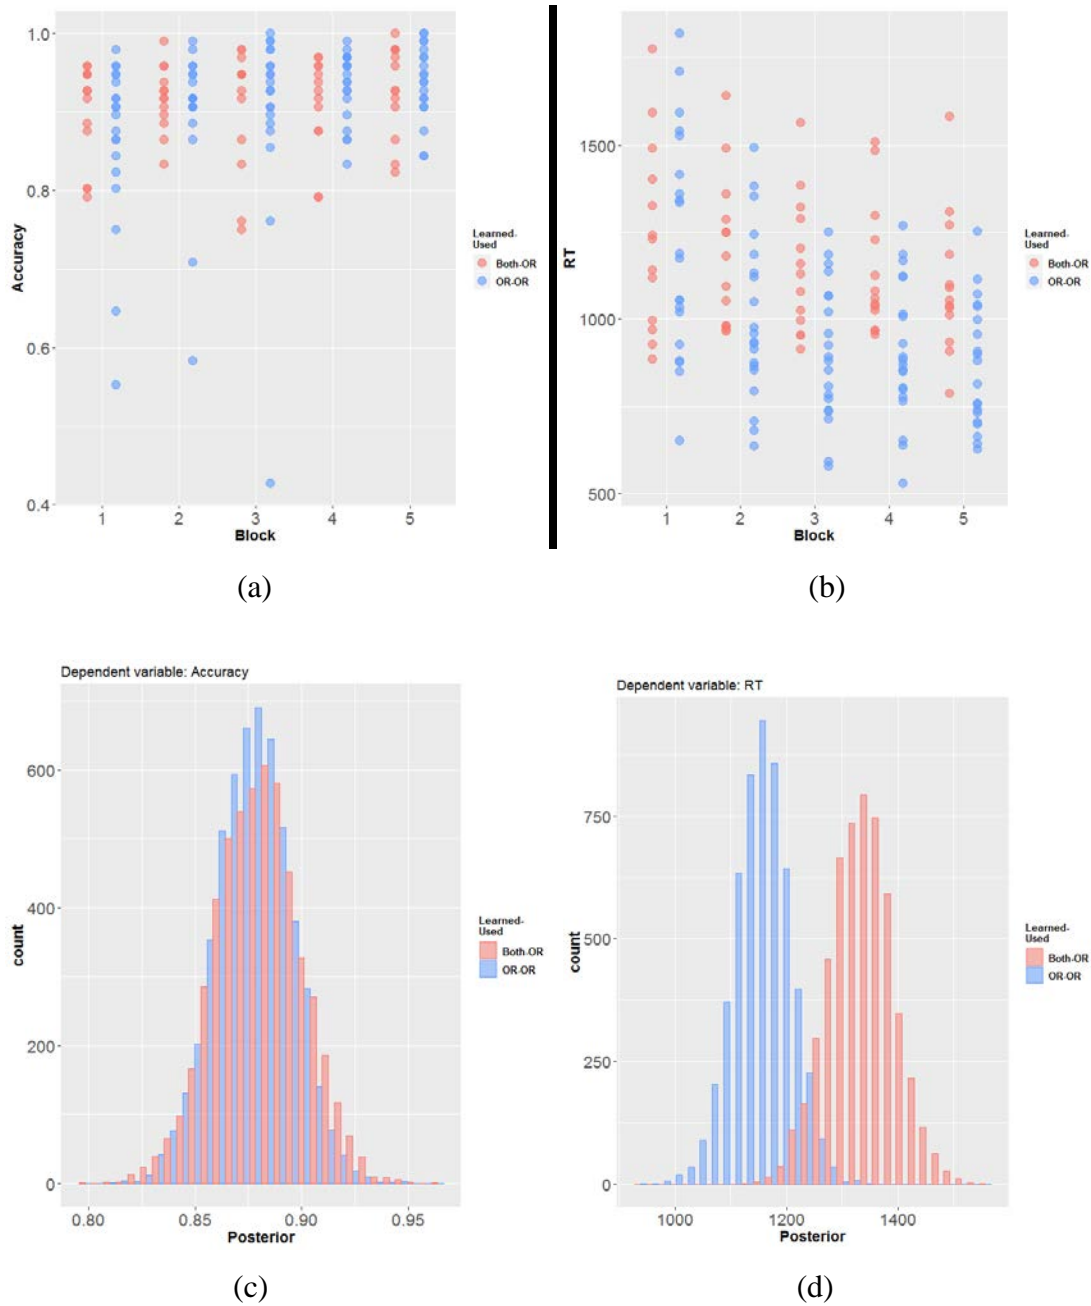 1.0
0.8
0.6
0.4
Accuracy
1 2 3 4 5
Block
Learned-
Used
Both-OR
OR-OR
(a)
1500
1000
500
RT
1 2 3 4 5
Block
Learned-
Used
Both-OR
OR-OR
(b)
Dependent variable: Accuracy
600
400
200
0
count
0.80 0.85 0.90 0.95
Posterior
Learned-
Used
Both-OR
OR-OR
(c)
Dependent variable: RT
750
500
250
0
count
1000 1200 1400
Posterior
Learned-
Used
Both-OR
OR-OR
(d)